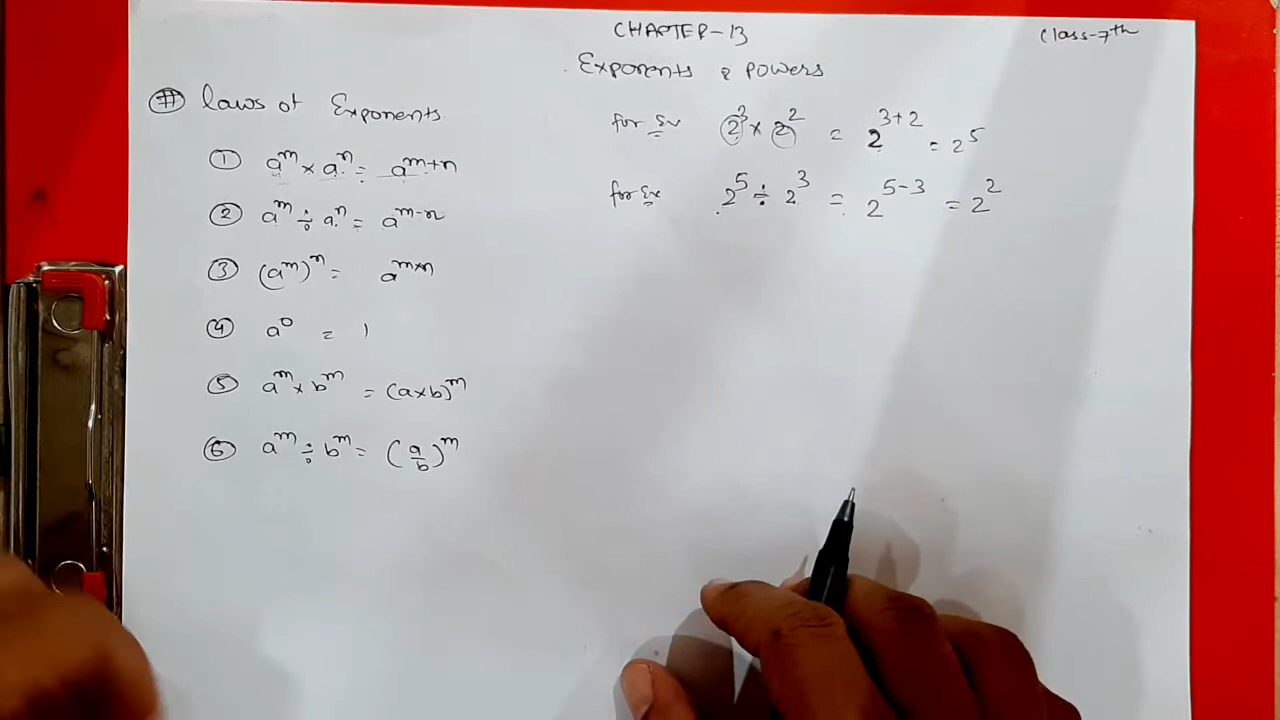 CHAPTER-13
Class-7th
Exponents & Powers
# Laws of Exponents
① a^m × a^n = a^m+n
for Ex 2^3 × 2^2 = 2^3+2 = 2^5
② a^m ÷ a^n = a^m-n
for Ex 2^5 ÷ 2^3 = 2^5-3 = 2^2
③ (a^m)^n = a^m×n
④ a^0 = 1
⑤ a^m × b^m = (a×b)^m
⑥ a^m ÷ b^m = (a/b)^m